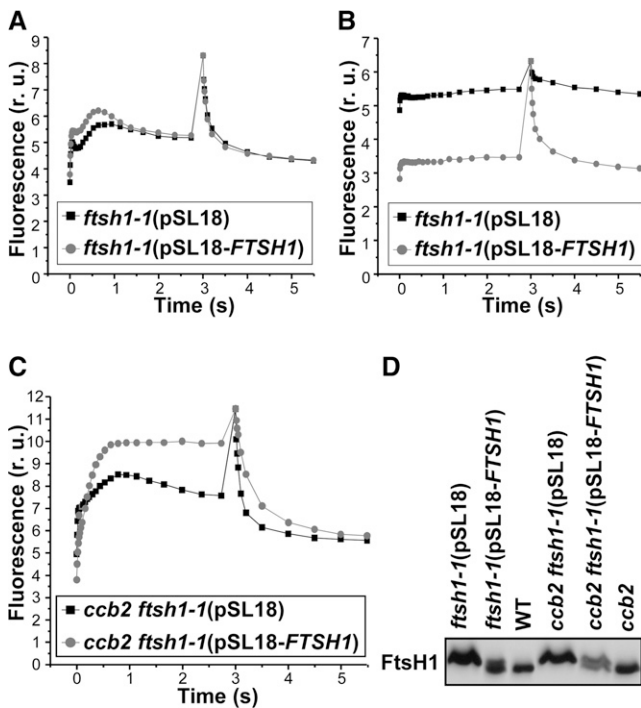 A
Fluorescence (r. u.)
9
8
7
6
5
4
3
2
1
0
ftsh1-1(pSL18)
ftsh1-1(pSL18-FTSH1)
0 1 2 3 4 5
Time (s)
B
Fluorescence (r. u.)
7
6
5
4
3
2
1
0
ftsh1-1(pSL18)
ftsh1-1(pSL18-FTSH1)
0 1 2 3 4 5
Time (s)
C
Fluorescence (r. u.)
12
11
10
9
8
7
6
5
4
3
2
1
0
ccb2 ftsh1-1(pSL18)
ccb2 ftsh1-1(pSL18-FTSH1)
0 1 2 3 4 5
Time (s)
D
ftsh1-1(pSL18)
ftsh1-1(pSL18-FTSH1)
WT
ccb2 ftsh1-1(pSL18)
ccb2 ftsh1-1(pSL18-FTSH1)
ccb2
FtsH1